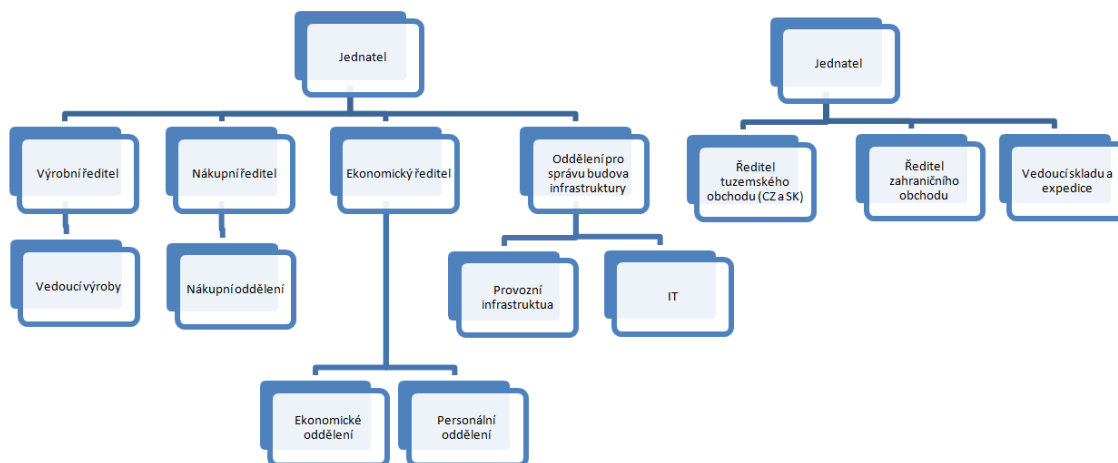 Jednatel
Jednatel
Výrobní ředitel
Nákupní ředitel
Ekonomický ředitel
Oddělení pro
správu budova
infrastruktury
Ředitel
tuzemského
obchodu (CZ a SK)
Ředitel
zahraničního
obchodu
Vedoucí skladu a
expedice
Vedoucí výroby
Nákupní oddělení
Provozní
infrastruktua
IT
Ekonomické
oddělení
Personální
oddělení